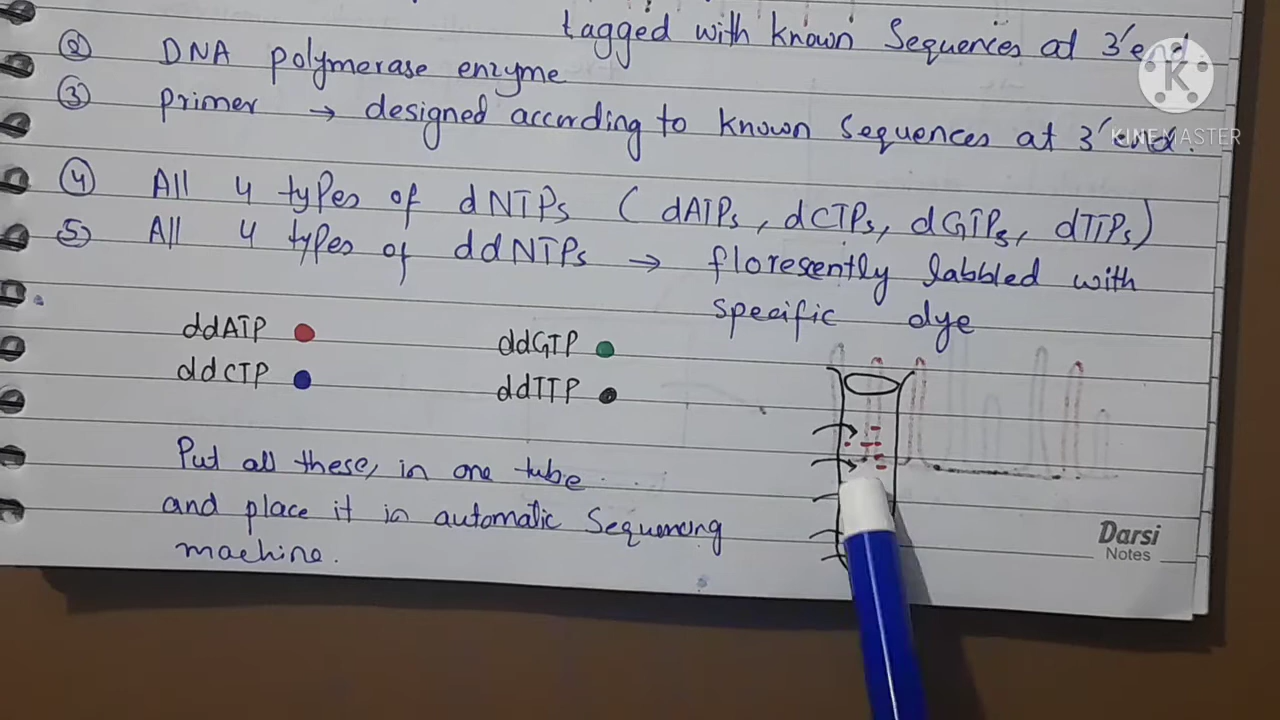 tagged with known Sequences at 3' end
② DNA polymerase enzyme
③ primer → designed according to known sequences at 3' end.
④ All 4 types of dNTPs (dATPs, dCTPs, dGTPs, dTTPs)
⑤ All 4 types of ddNTPs → floresently labbled with
specific dye
ddATP ddGTP
ddCTP ddTTP
Put all these, in one tube
and place it in automatic Sequencing
machine.
K
KINEMASTER
Darsi
Notes